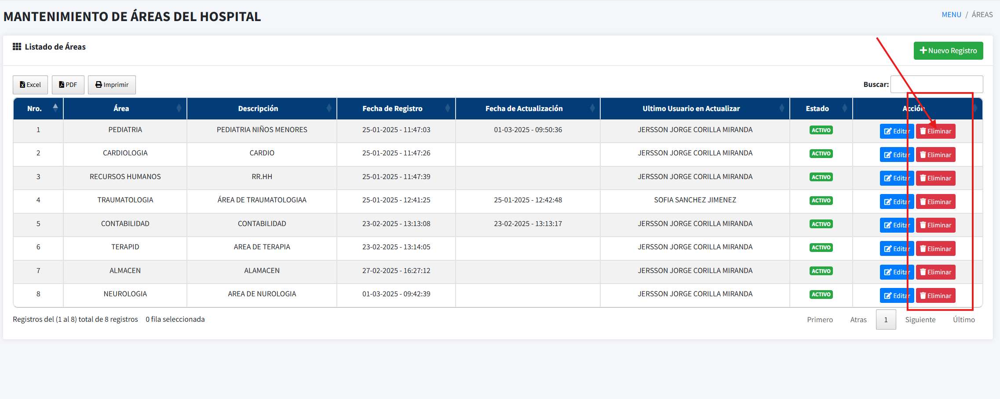 MANTENIMIENTO DE ÁREAS DEL HOSPITAL
MENU / ÁREAS
Listado de Áreas
Nuevo Registro
Excel PDF Imprimir
Buscar:
Nro. Área Descripción Fecha de Registro Fecha de Actualización Ultimo Usuario en Actualizar Estado Acción
1 PEDIATRIA PEDIATRIA NIÑOS MENORES 25-01-2025 - 11:47:03 01-03-2025 - 09:50:36 JERSSON JORGE CORILLA MIRANDA ACTIVO Editar Eliminar
2 CARDIOLOGIA CARDIO 25-01-2025 - 11:47:26 JERSSON JORGE CORILLA MIRANDA ACTIVO Editar Eliminar
3 RECURSOS HUMANOS RR.HH 25-01-2025 - 11:47:39 JERSSON JORGE CORILLA MIRANDA ACTIVO Editar Eliminar
4 TRAUMATOLOGIA ÁREA DE TRAUMATOLOGIAA 25-01-2025 - 12:41:25 25-01-2025 - 12:42:48 SOFIA SANCHEZ JIMENEZ ACTIVO Editar Eliminar
5 CONTABILIDAD CONTABILIDAD 23-02-2025 - 13:13:08 23-02-2025 - 13:13:17 JERSSON JORGE CORILLA MIRANDA ACTIVO Editar Eliminar
6 TERAPID AREA DE TERAPIA 23-02-2025 - 13:14:05 JERSSON JORGE CORILLA MIRANDA ACTIVO Editar Eliminar
7 ALMACEN ALAMACEN 27-02-2025 - 16:27:12 JERSSON JORGE CORILLA MIRANDA ACTIVO Editar Eliminar
8 NEUROLOGIA AREA DE NUROLOGIA 01-03-2025 - 09:42:39 JERSSON JORGE CORILLA MIRANDA ACTIVO Editar Eliminar
Registros del (1 al 8) total de 8 registros 0 fila seleccionada
Primero Atras 1 Siguiente Último